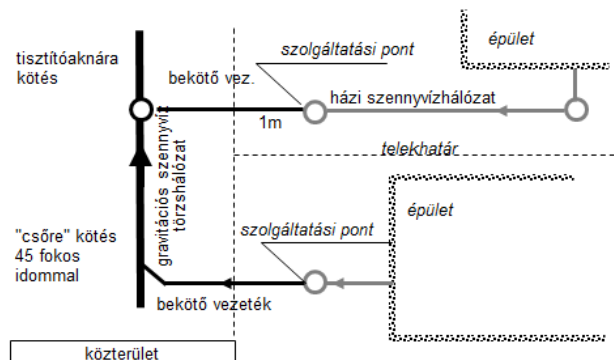 tisztítóaknára
kötés
szolgáltatási pont
épület
bekötő vez.
házi szennyvízhálózat
1m
gravitációs szennyvíz
törzshálózat
telekhatár
épület
szolgáltatási pont
"csőre" kötés
45 fokos
idommal
bekötő vezeték
közterület